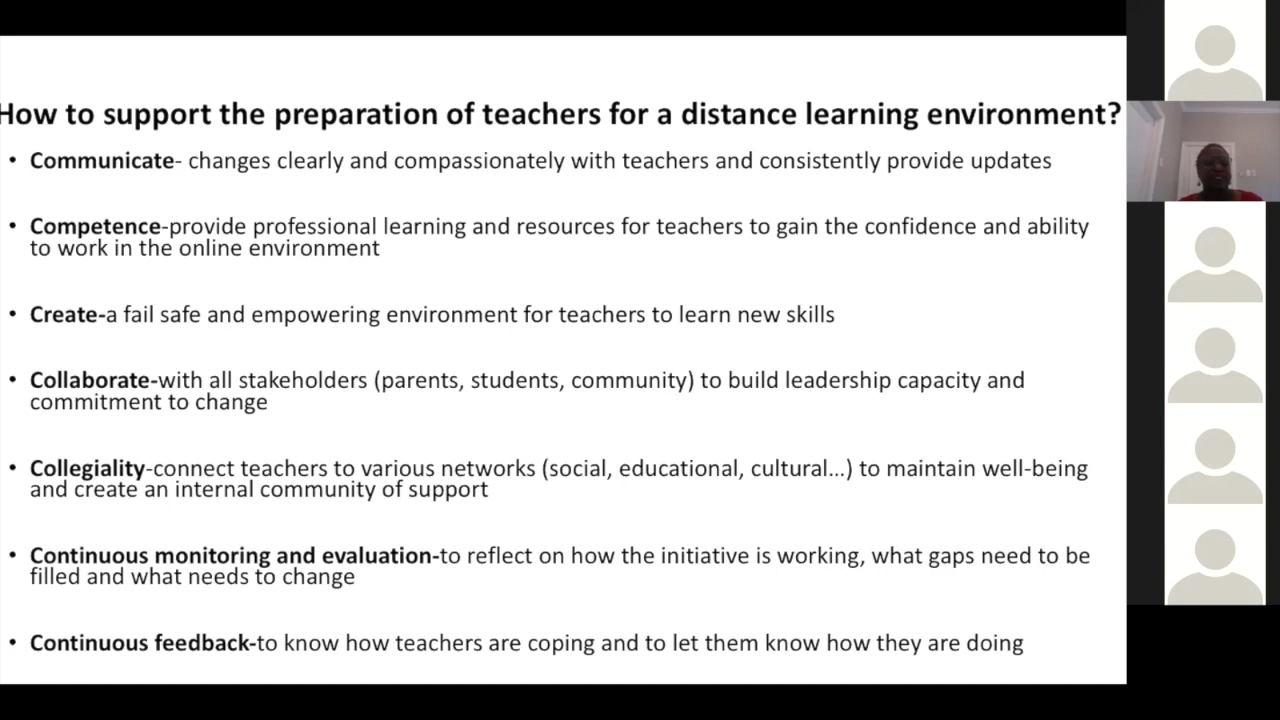 How to support the preparation of teachers for a distance learning environment?
• Communicate- changes clearly and compassionately with teachers and consistently provide updates
• Competence-provide professional learning and resources for teachers to gain the confidence and ability
to work in the online environment
• Create-a fail safe and empowering environment for teachers to learn new skills
• Collaborate-with all stakeholders (parents, students, community) to build leadership capacity and
commitment to change
• Collegiality-connect teachers to various networks (social, educational, cultural...) to maintain well-being
and create an internal community of support
• Continuous monitoring and evaluation-to reflect on how the initiative is working, what gaps need to be
filled and what needs to change
• Continuous feedback-to know how teachers are coping and to let them know how they are doing